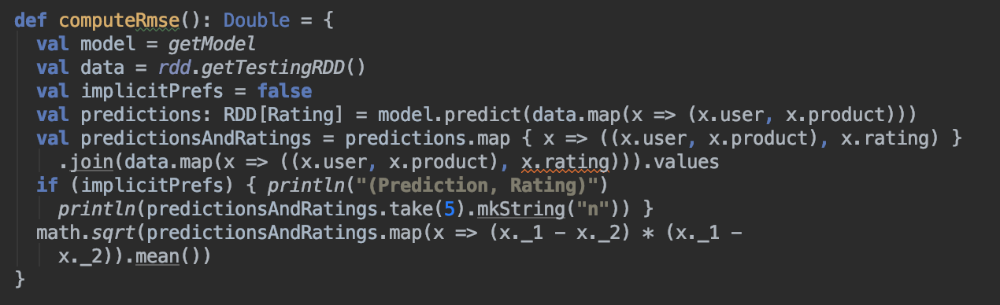 def computeRmse(): Double = {
  val model = getModel
  val data = rdd.getTestingRDD()
  val implicitPrefs = false
  val predictions: RDD[Rating] = model.predict(data.map(x => (x.user, x.product)))
  val predictionsAndRatings = predictions.map { x => ((x.user, x.product), x.rating) }
    .join(data.map(x => ((x.user, x.product), x.rating))).values
  if (implicitPrefs) { println("(Prediction, Rating)")
    println(predictionsAndRatings.take(5).mkString("n")) }
  math.sqrt(predictionsAndRatings.map(x => (x._1 - x._2) * (x._1 -
    x._2)).mean())
}